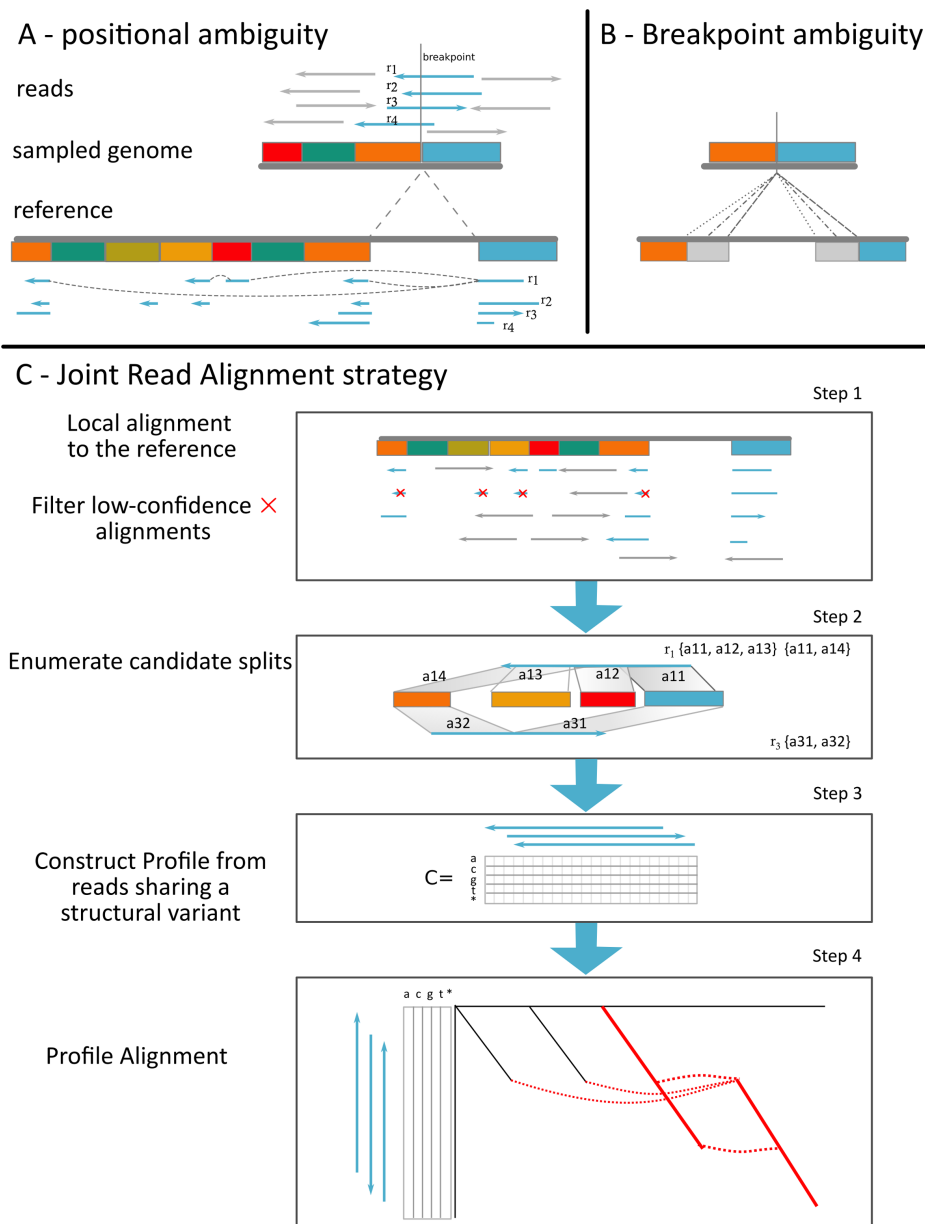 A - positional ambiguity
breakpoint
reads
r1
r2
r3
r4
sampled genome
reference
r1
r2
r3
r4
B - Breakpoint ambiguity
C - Joint Read Alignment strategy
Step 1
Local alignment
to the reference
Filter low-confidence
alignments
Step 2
Enumerate candidate splits
r1 {a11, a12, a13} {a11, a14}
a14
a13
a12
a11
a32
a31
r3 {a31, a32}
Step 3
Construct Profile from
reads sharing a
structural variant
C=
a
c
g
t
*
Step 4
a c g t *
Profile Alignment